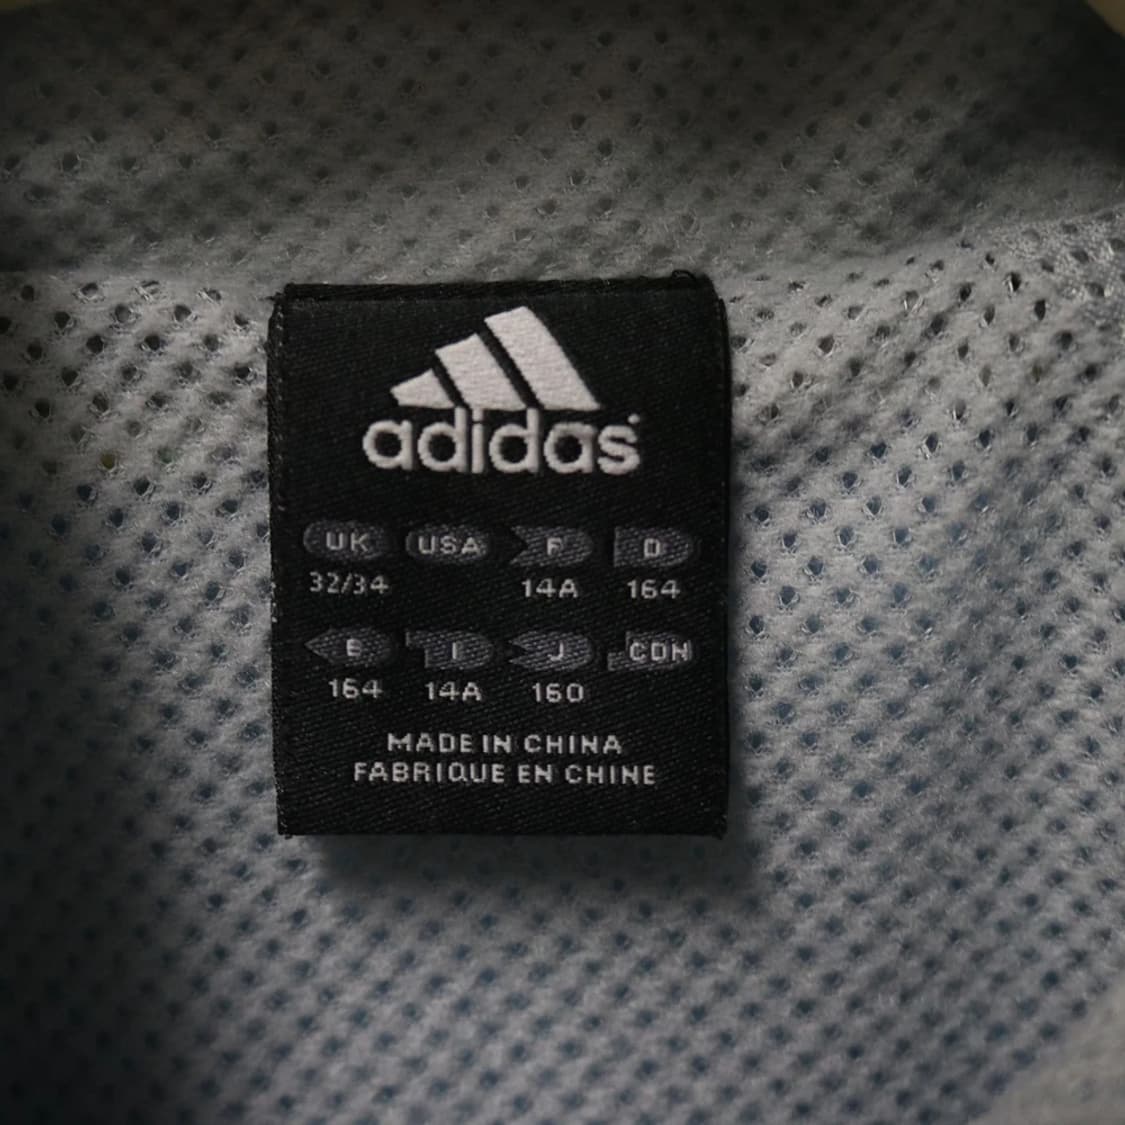 adidas
UK USA F D
32/34 14A 164
E I J CDN
164 14A 160
MADE IN CHINA
FABRIQUE EN CHINE